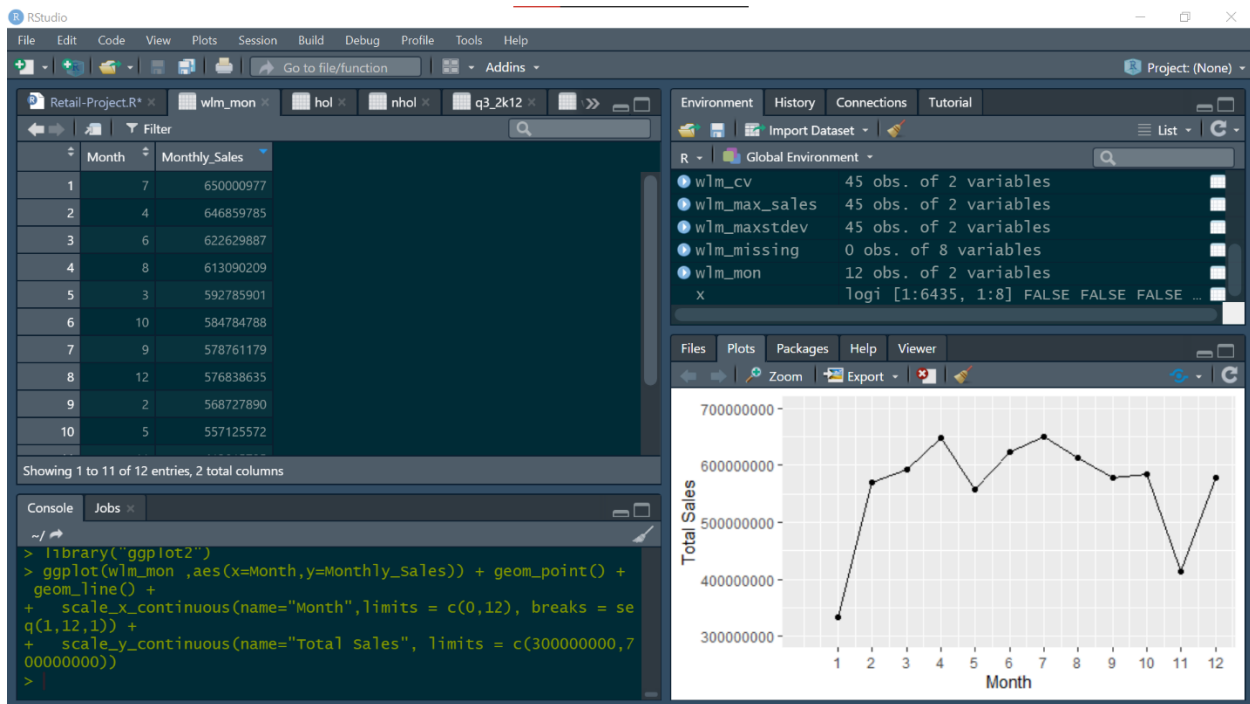 RStudio
File Edit Code View Plots Session Build Debug Profile Tools Help
Go to file/function Addins Project: (None)
Retail-Project.R* wlm_mon hol nhol q3_2k12
Filter
Month Monthly_Sales
1 7 650000977
2 4 646859785
3 6 622629887
4 8 613090209
5 3 592785901
6 10 584784788
7 9 578761179
8 12 576838635
9 2 568727890
10 5 557125572
Showing 1 to 11 of 12 entries, 2 total columns
Console Jobs
~/
> library("ggplot2")
> ggplot(wlm_mon ,aes(x=Month,y=Monthly_Sales)) + geom_point() +
geom_line() +
+ scale_x_continuous(name="Month",limits = c(0,12), breaks = se
q(1,12,1)) +
+ scale_y_continuous(name="Total Sales", limits = c(300000000,7
00000000))
>
Environment History Connections Tutorial
Import Dataset List
R Global Environment
wlm_cv 45 obs. of 2 variables
wlm_max_sales 45 obs. of 2 variables
wlm_maxstdev 45 obs. of 2 variables
wlm_missing 0 obs. of 8 variables
wlm_mon 12 obs. of 2 variables
x logi [1:6435, 1:8] FALSE FALSE FALSE …
Files Plots Packages Help Viewer
Zoom Export
700000000
600000000
500000000
400000000
300000000
Total Sales
1 2 3 4 5 6 7 8 9 10 11 12
Month